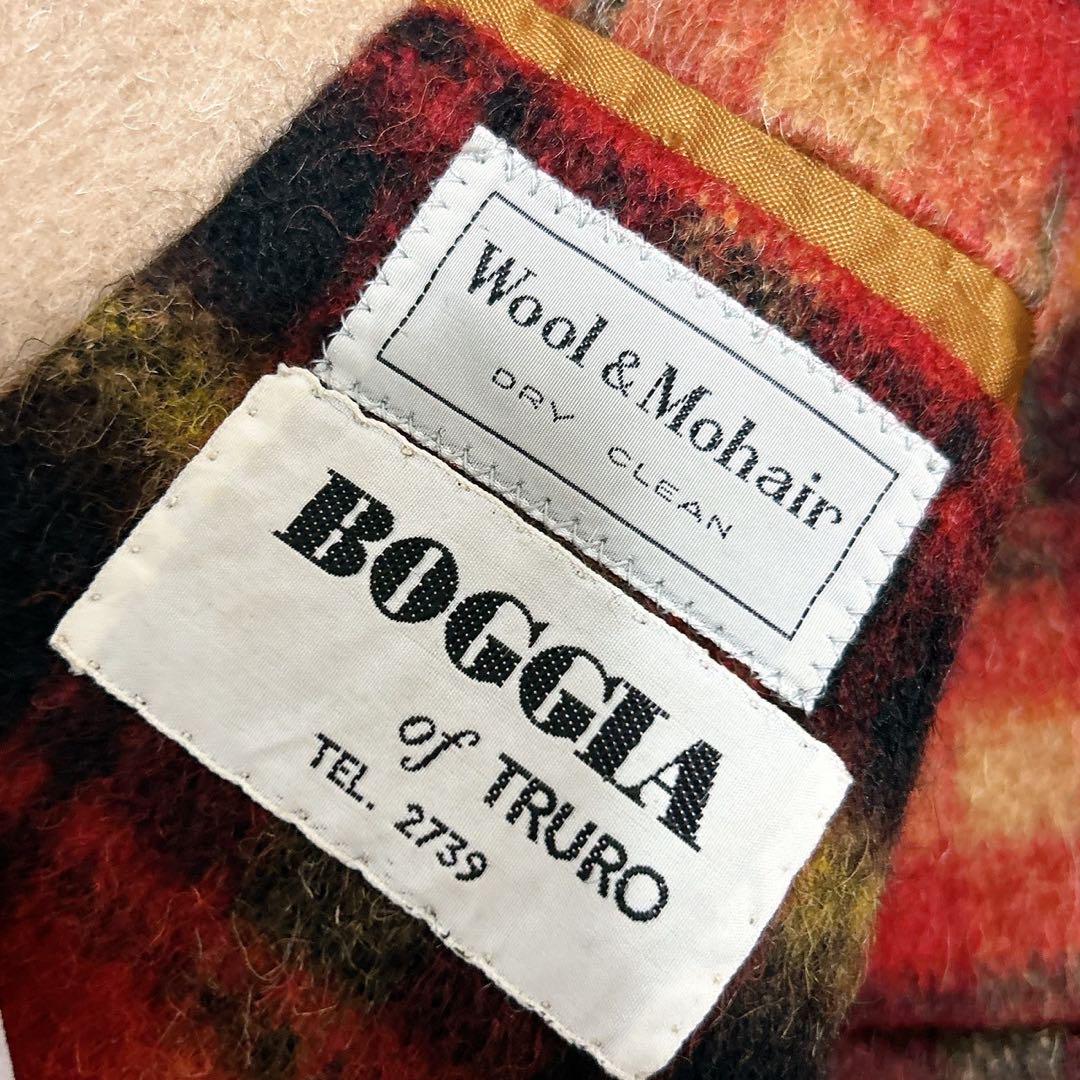 Wool & Mohair
DRY CLEAN
BOGGIA
of TRURO
TEL. 2739